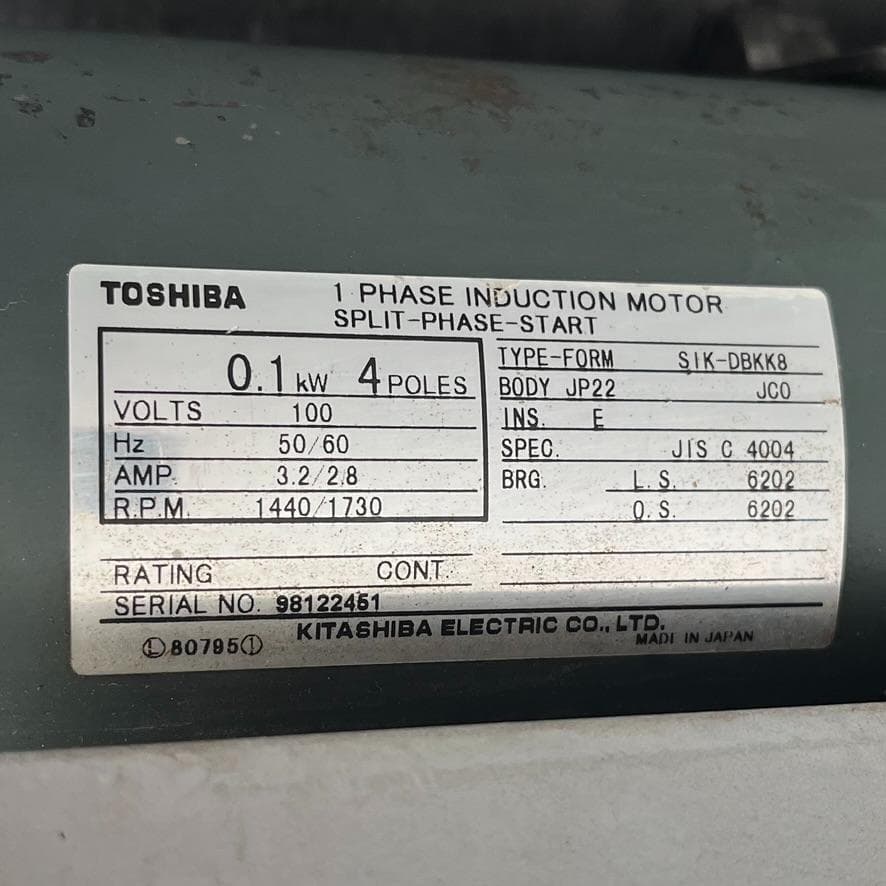 TOSHIBA 1 PHASE INDUCTION MOTOR
SPLIT-PHASE-START
0.1 kW 4 POLES
VOLTS 100
Hz 50/60
AMP. 3.2/2.8
R.P.M. 1440/1730
TYPE-FORM SIK-DBKK8
BODY JP22 JC0
INS. E
SPEC. JIS C 4004
BRG. L.S. 6202
O.S. 6202
RATING CONT.
SERIAL NO. 98122451
Ⓛ80795Ⓘ KITASHIBA ELECTRIC CO., LTD.
MADE IN JAPAN